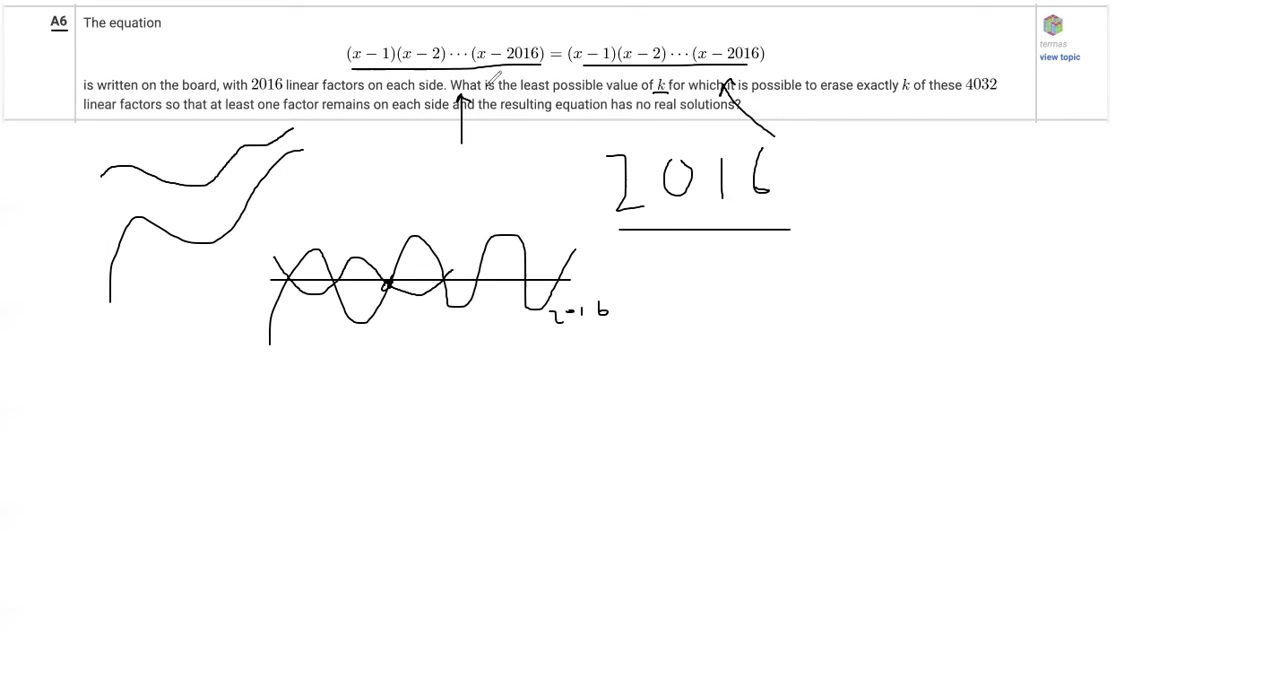 A6 The equation
termas
(x − 1)(x − 2) ⋯ (x − 2016) = (x − 1)(x − 2) ⋯ (x − 2016)
view topic
is written on the board, with 2016 linear factors on each side. What is the least possible value of k for which it is possible to erase exactly k of these 4032
linear factors so that at least one factor remains on each side and the resulting equation has no real solutions?
2016
2016